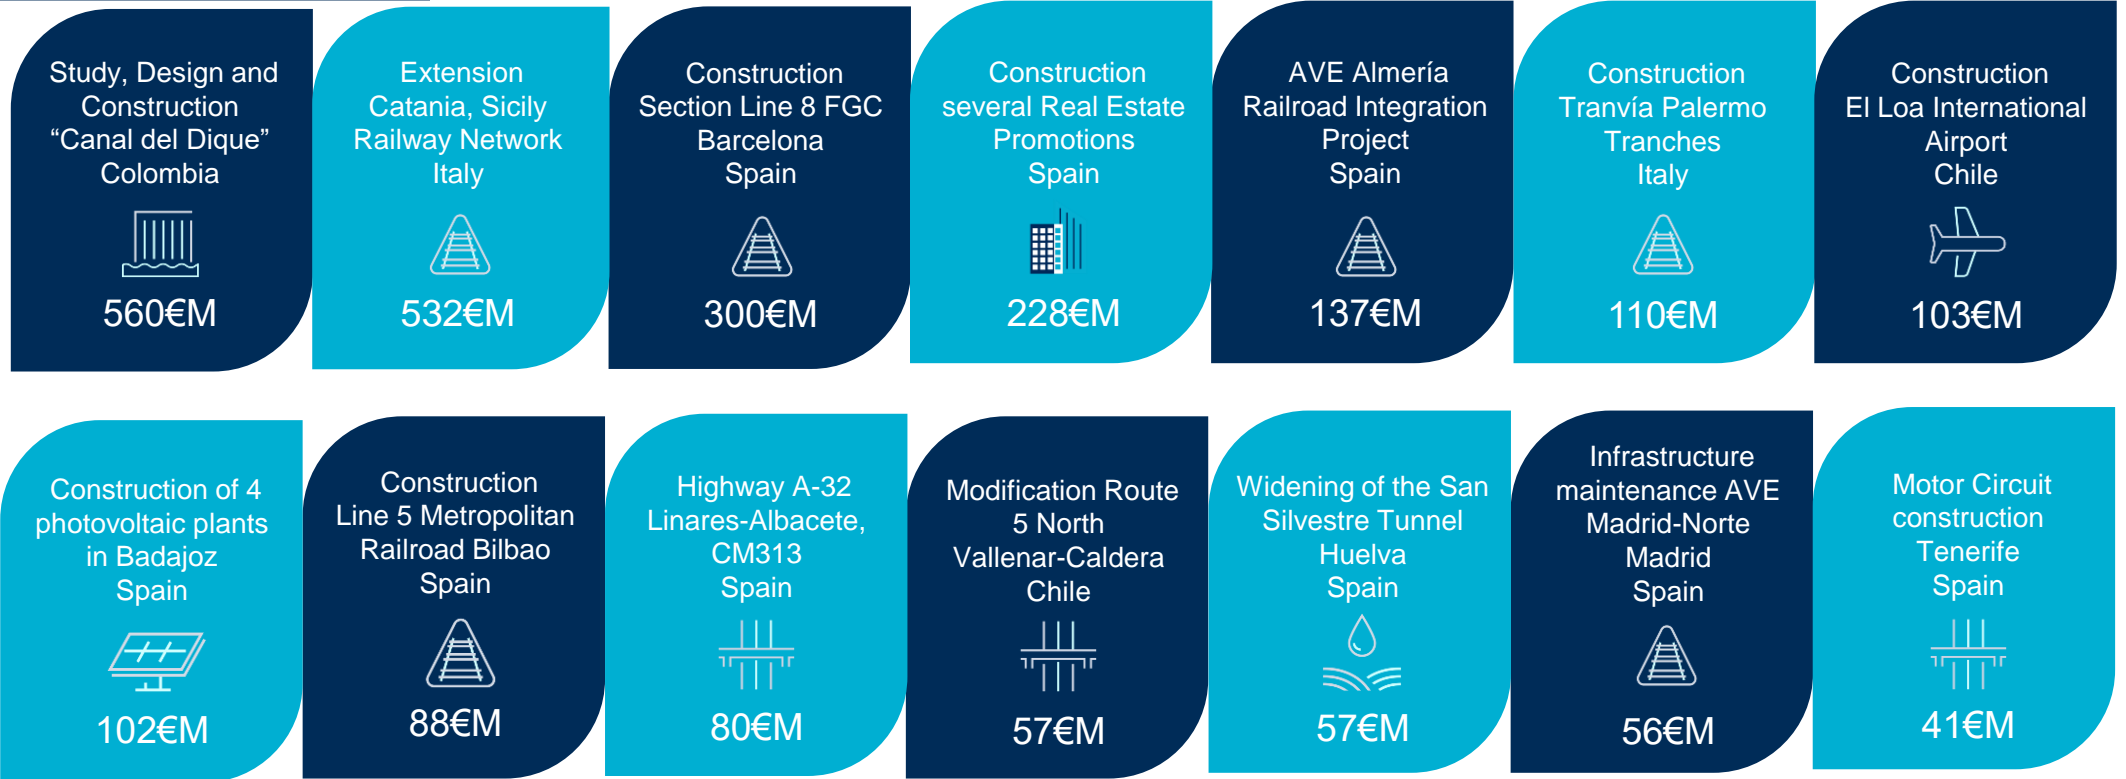 Study, Design and
Construction
“Canal del Dique”
Colombia
560€M
Extension
Catania, Sicily
Railway Network
Italy
532€M
Construction
Section Line 8 FGC
Barcelona
Spain
300€M
Construction
several Real Estate
Promotions
Spain
228€M
AVE Almería
Railroad Integration
Project
Spain
137€M
Construction
Tranvía Palermo
Tranches
Italy
110€M
Construction
El Loa International
Airport
Chile
103€M
Construction of 4
photovoltaic plants
in Badajoz
Spain
102€M
Construction
Line 5 Metropolitan
Railroad Bilbao
Spain
88€M
Highway A-32
Linares-Albacete,
CM313
Spain
80€M
Modification Route
5 North
Vallenar-Caldera
Chile
57€M
Widening of the San
Silvestre Tunnel
Huelva
Spain
57€M
Infrastructure
maintenance AVE
Madrid-Norte
Madrid
Spain
56€M
Motor Circuit
construction
Tenerife
Spain
41€M